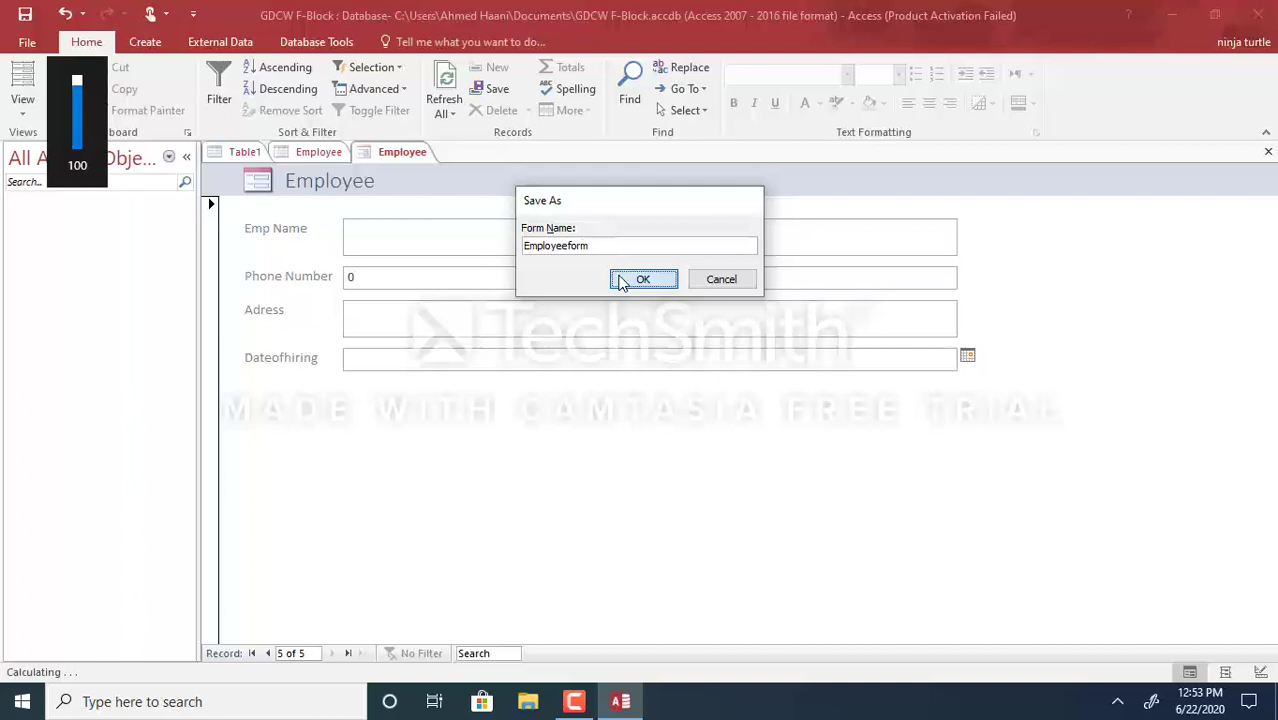 GDCW F-Block : Database- C:\Users\Ahmed Haani\Documents\GDCW F-Block.accdb (Access 2007 - 2016 file format) - Access (Product Activation Failed)
File Home Create External Data Database Tools Tell me what you want to do... ninja turtle
Cut Ascending Selection New Totals Replace
Copy Descending Advanced Save Spelling Go To
View Format Painter Filter Remove Sort Toggle Filter Refresh All Delete More Find Select B I U A
Views board Sort & Filter Records Find Text Formatting
100
All A Obje... Table1 Employee Employee
Search...
Employee
Save As
Form Name:
Employeeform
OK Cancel
Emp Name
Phone Number 0
Adress
Dateofhiring
TechSmith
MADE WITH CAMTASIA FREE TRIAL
Record: 5 of 5 No Filter Search
Calculating . . .
Type here to search
12:53 PM
6/22/2020